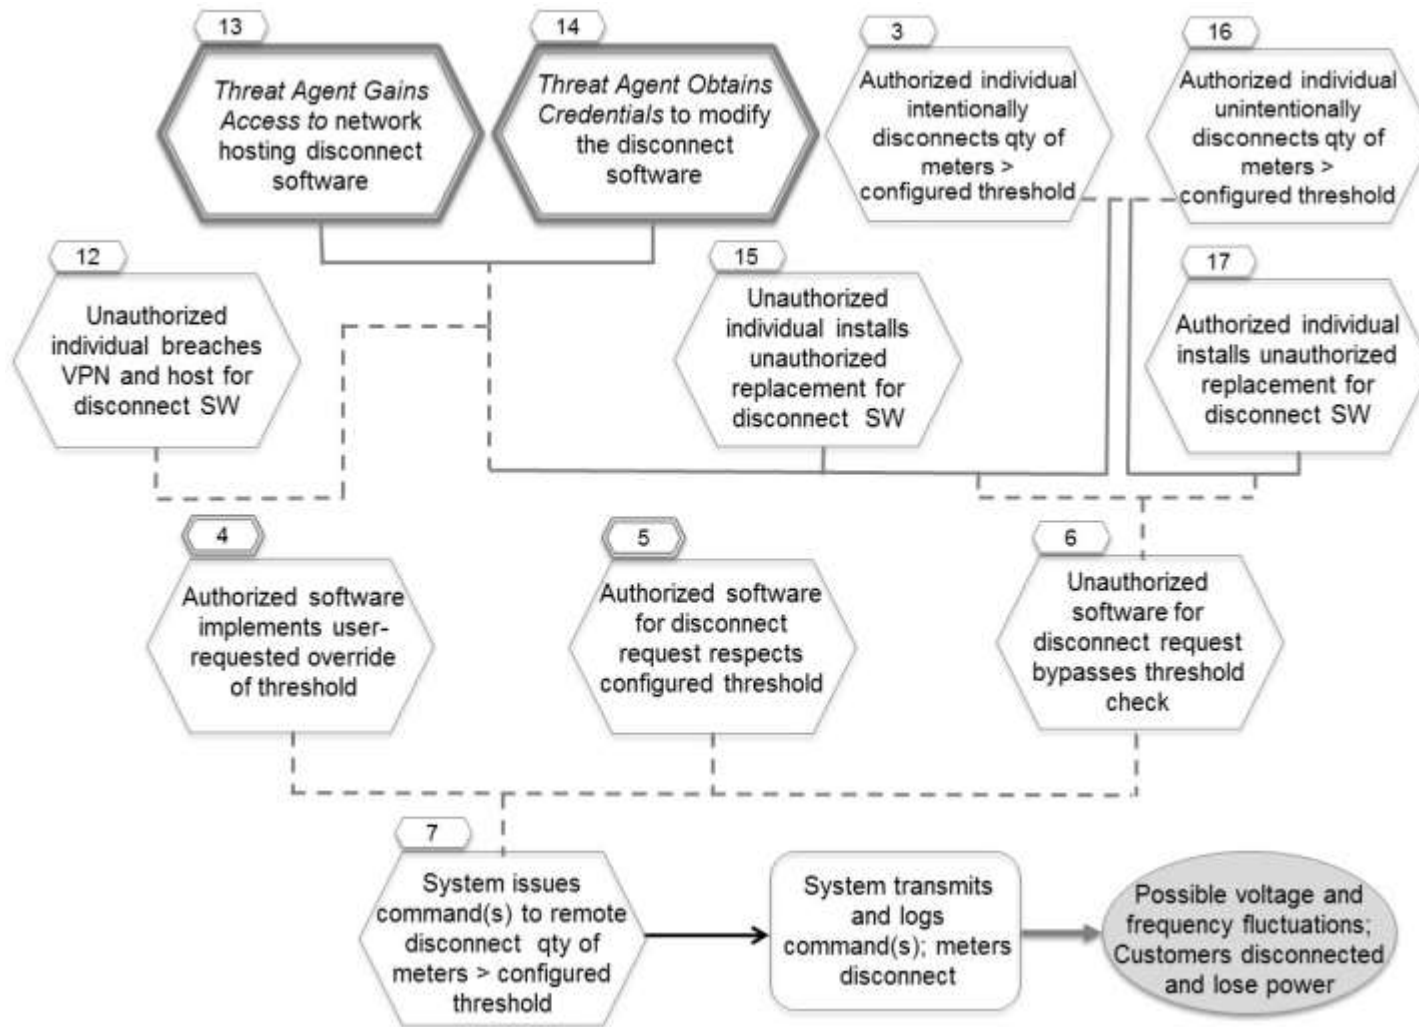 13
Threat Agent Gains
Access to network
hosting disconnect
software
14
Threat Agent Obtains
Credentials to modify
the disconnect
software
3
Authorized individual
intentionally
disconnects qty of
meters >
configured threshold
16
Authorized individual
unintentionally
disconnects qty of
meters >
configured threshold
12
Unauthorized
individual breaches
VPN and host for
disconnect SW
15
Unauthorized
individual installs
unauthorized
replacement for
disconnect SW
17
Authorized individual
installs unauthorized
replacement for
disconnect SW
4
Authorized software
implements user-
requested override
of threshold
5
Authorized software
for disconnect
request respects
configured threshold
6
Unauthorized
software for
disconnect request
bypasses threshold
check
7
System issues
command(s) to remote
disconnect qty of
meters > configured
threshold
System transmits
and logs
command(s); meters
disconnect
Possible voltage and
frequency fluctuations;
Customers disconnected
and lose power